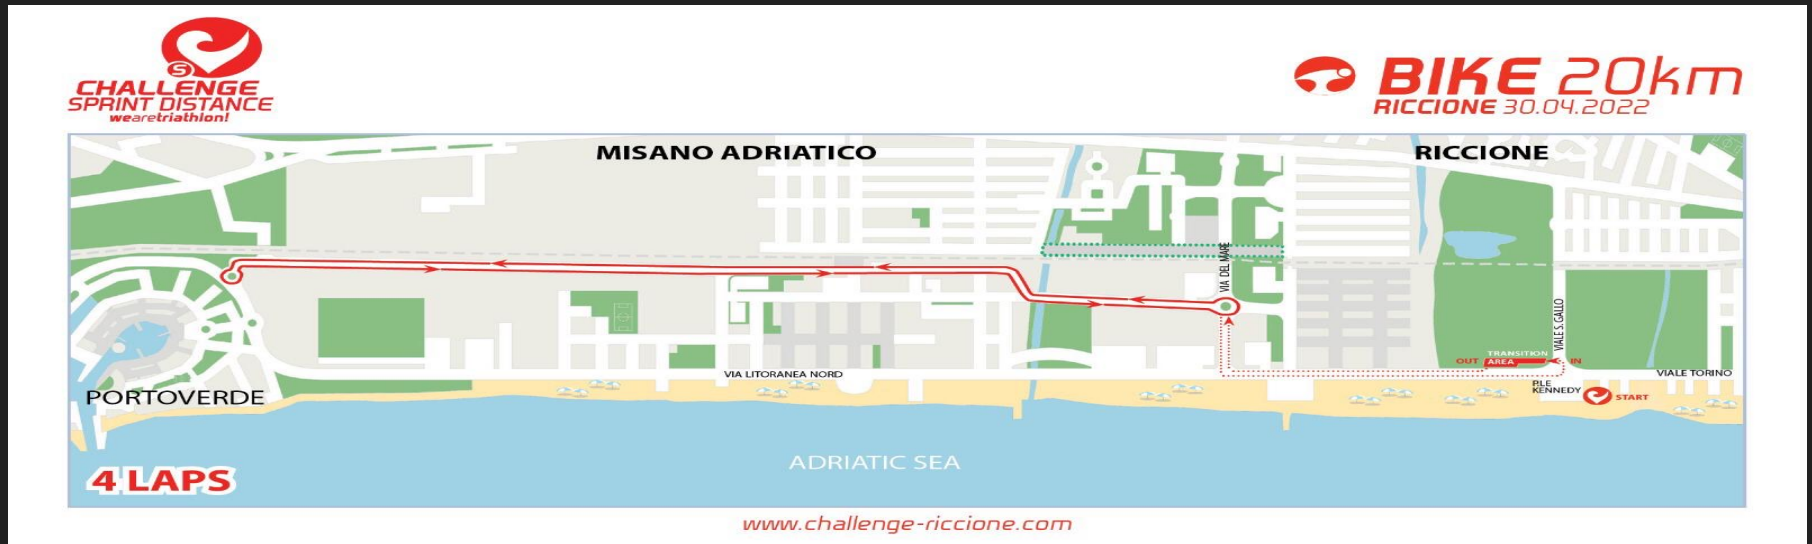 S
CHALLENGE
SPRINT DISTANCE
wearetriathlon!
BIKE 20km
RICCIONE 30.04.2022
MISANO ADRIATICO
RICCIONE
VIA DEL MARE
VIALE S. GALLO
OUT
TRANSITION
AREA
IN
VIA LITORANEA NORD
VIALE TORINO
P.LE
KENNEDY
START
PORTOVERDE
ADRIATIC SEA
4 LAPS
www.challenge-riccione.com